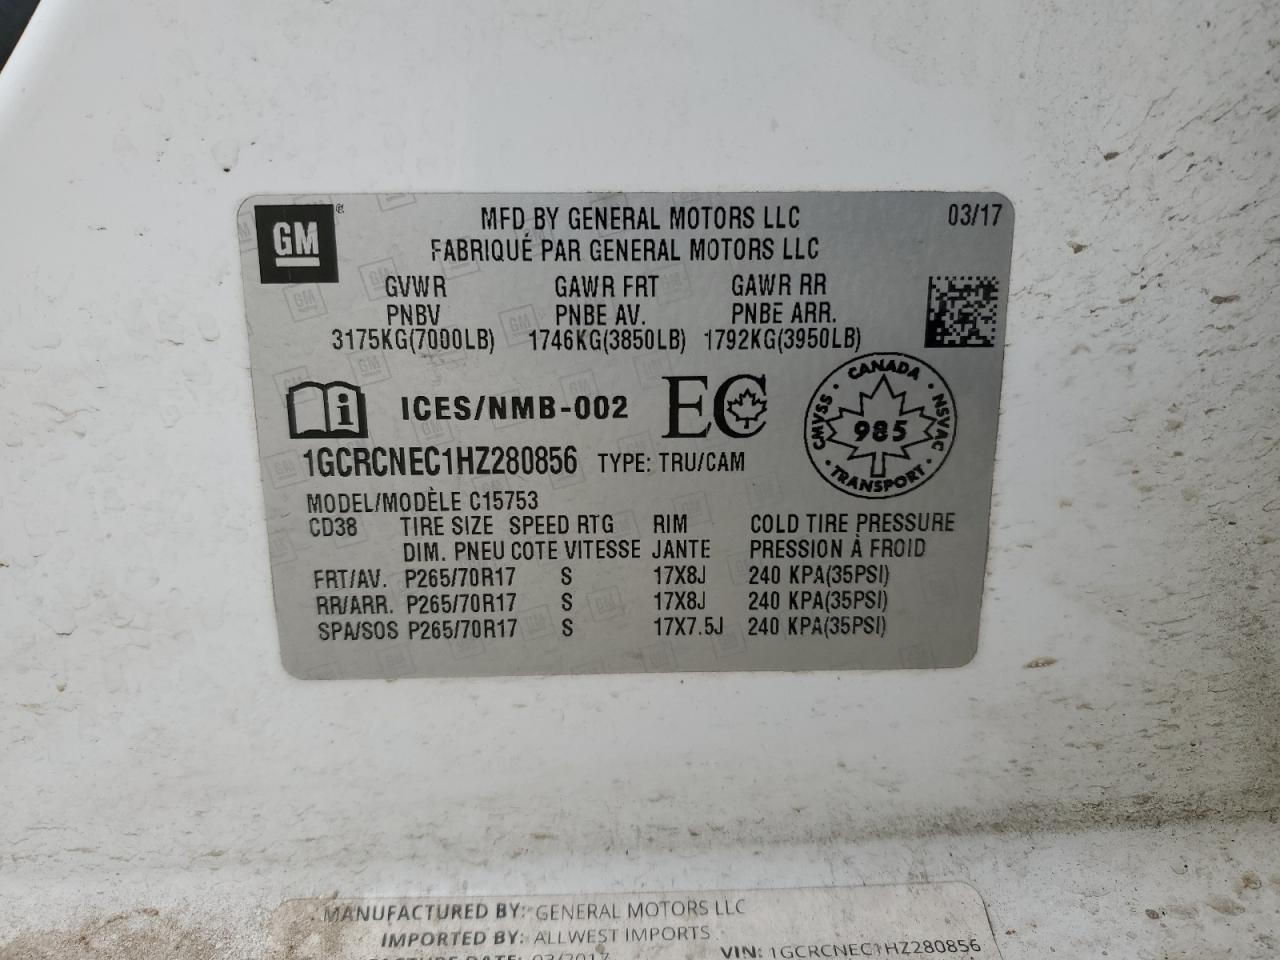 GM
MFD BY GENERAL MOTORS LLC 03/17
FABRIQUÉ PAR GENERAL MOTORS LLC
GVWR GAWR FRT GAWR RR
PNBV PNBE AV. PNBE ARR.
3175KG(7000LB) 1746KG(3850LB) 1792KG(3950LB)
i ICES/NMB-002 EC
CANADA
CMVSS 985 NSVAC
TRANSPORT
1GCRCNEC1HZ280856 TYPE: TRU/CAM
MODEL/MODÈLE C15753
CD38 TIRE SIZE SPEED RTG RIM COLD TIRE PRESSURE
DIM. PNEU COTE VITESSE JANTE PRESSION À FROID
FRT/AV. P265/70R17 S 17X8J 240 KPA(35PSI)
RR/ARR. P265/70R17 S 17X8J 240 KPA(35PSI)
SPA/SOS P265/70R17 S 17X7.5J 240 KPA(35PSI)
MANUFACTURED BY: GENERAL MOTORS LLC
IMPORTED BY: ALLWEST IMPORTS
DATE: 03/2017 VIN: 1GCRCNEC1HZ280856